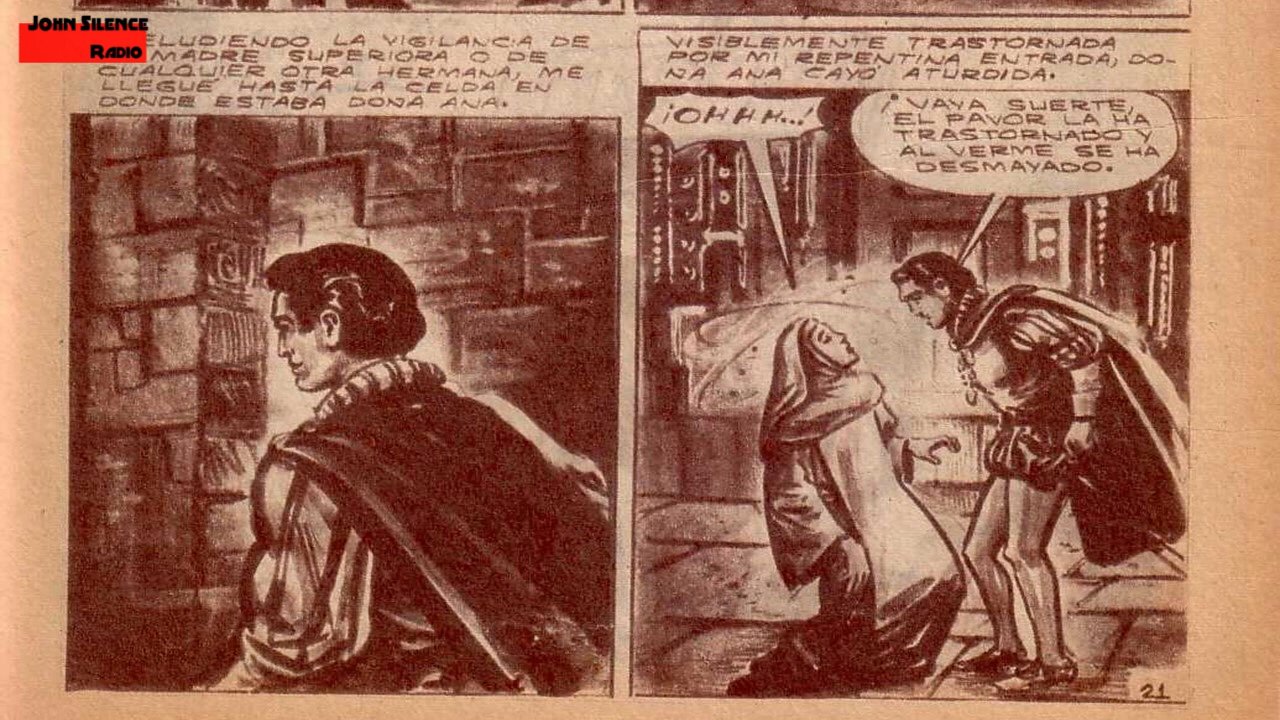 JOHN SILENCE
RADIO
ELUDIENDO LA VIGILANCIA DE
MADRE SUPERIORA O DE
CUALQUIER OTRA HERMANA, ME
LLEGUÉ HASTA LA CELDA EN
DONDE ESTABA DONA ANA.
VISIBLEMENTE TRASTORNADA
POR MI REPENTINA ENTRADA, DO-
NA ANA CAYÓ ATURDIDA.
¡OHHH...!
¡VAYA SUERTE,
EL PAVOR LA HA
TRASTORNADO Y
AL VERME SE HA
DESMAYADO.
21